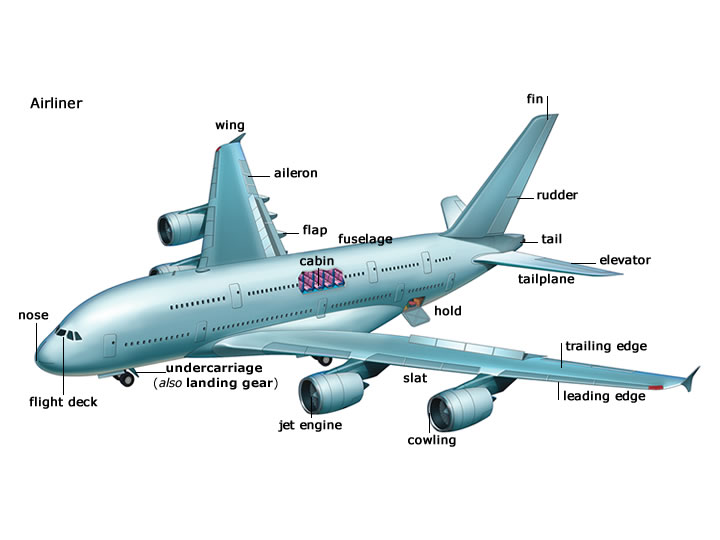 Airliner
fin
wing
aileron
rudder
flap
fuselage
tail
cabin
elevator
tailplane
hold
nose
trailing edge
undercarriage
(also landing gear)
slat
flight deck
leading edge
jet engine
cowling